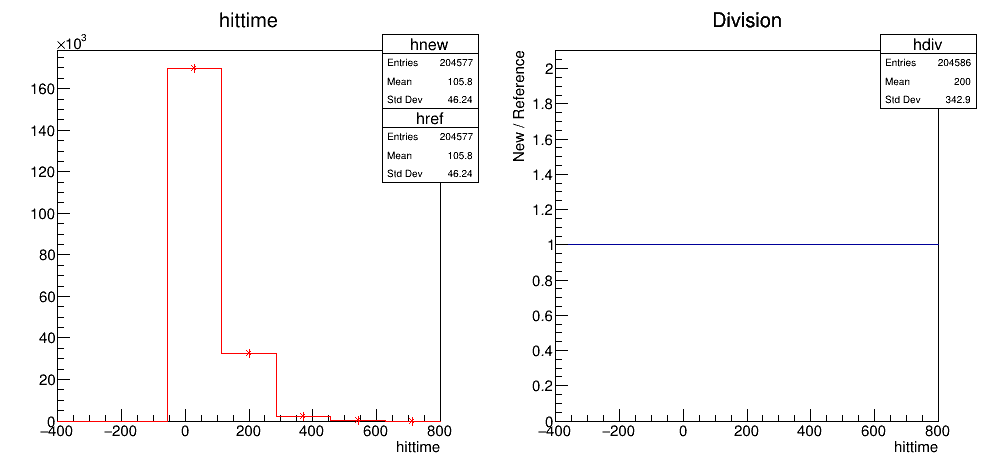 hittime
×10³
hnew
Entries 204577
Mean 105.8
Std Dev 46.24
href
Entries 204577
Mean 105.8
Std Dev 46.24
160
140
120
100
80
60
40
20
0
−400 −200 0 200 400 600 800
hittime
Division
hdiv
Entries 204586
Mean 200
Std Dev 342.9
New / Reference
2
1.8
1.6
1.4
1.2
1
0.8
0.6
0.4
0.2
0
−400 −200 0 200 400 600 800
hittime